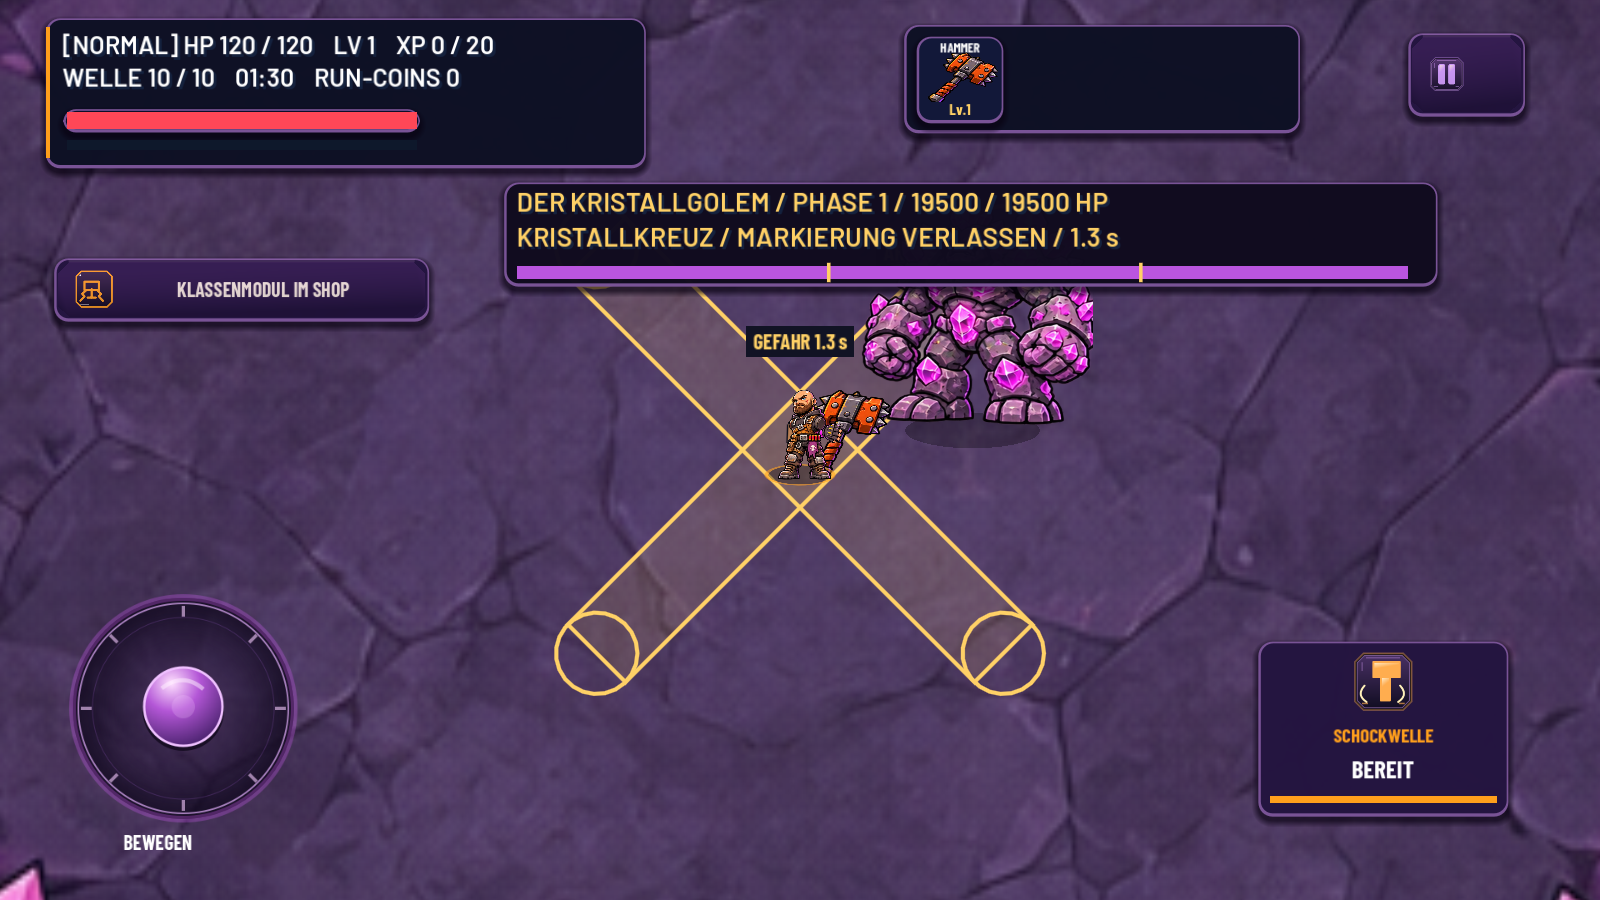 [NORMAL] HP 120 / 120 LV 1 XP 0 / 20
WELLE 10 / 10 01:30 RUN-COINS 0
HAMMER
Lv.1
DER KRISTALLGOLEM / PHASE 1 / 19500 / 19500 HP
KRISTALLKREUZ / MARKIERUNG VERLASSEN / 1.3 s
KLASSENMODUL IM SHOP
GEFAHR 1.3 s
SCHOCKWELLE
BEREIT
BEWEGEN